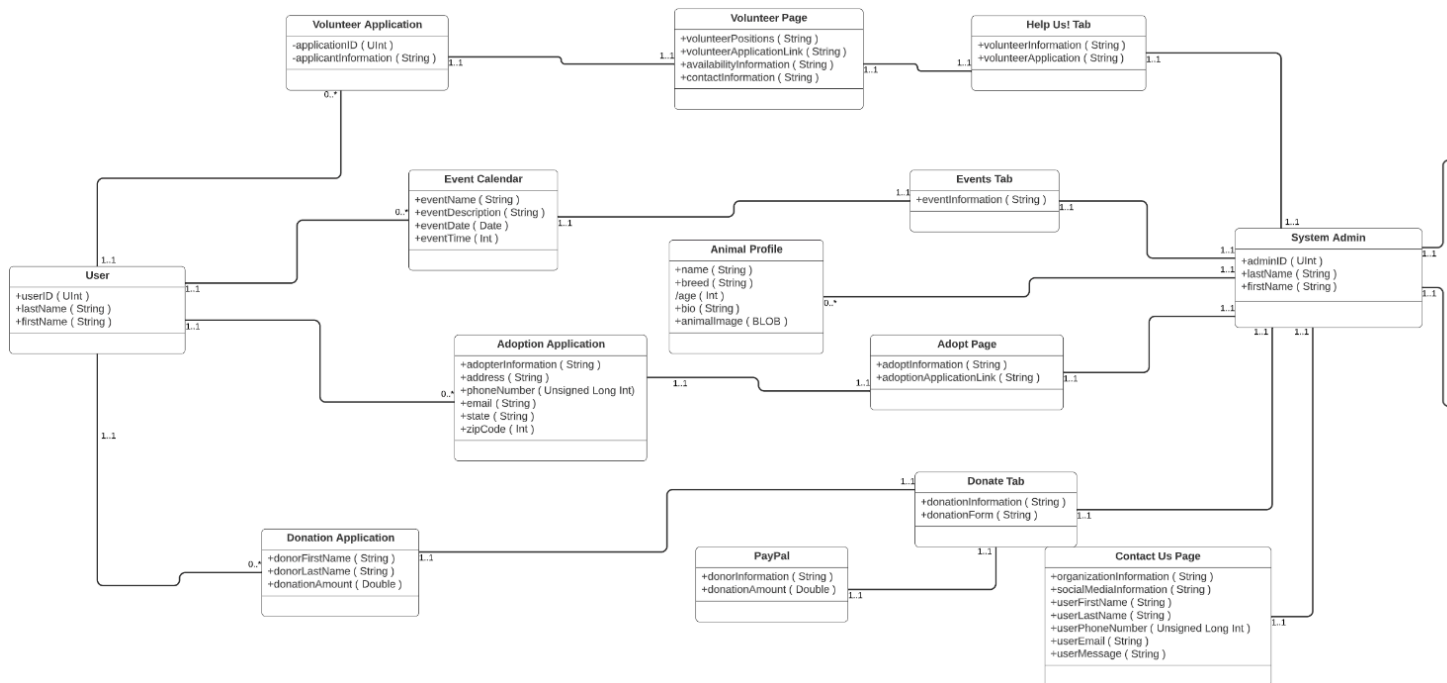 Volunteer Application
-applicationID ( UInt )
-applicantInformation ( String )
0..*
1..1
Volunteer Page
+volunteerPositions ( String )
+volunteerApplicationLink ( String )
+availabilityInformation ( String )
+contactInformation ( String )
1..1
1..1
Help Us! Tab
+volunteerInformation ( String )
+volunteerApplication ( String )
1..1
1..1
Event Calendar
+eventName ( String )
+eventDescription ( String )
+eventDate ( Date )
+eventTime ( Int )
0..*
1..1
Events Tab
+eventInformation ( String )
1..1
1..1
Animal Profile
+name ( String )
+breed ( String )
/age ( Int )
+bio ( String )
+animalImage ( BLOB )
0..*
System Admin
+adminID ( UInt )
+lastName ( String )
+firstName ( String )
1..1
1..1
1..1
1..1
1..1
1..1
1..1
1..1
User
+userID ( UInt )
+lastName ( String )
+firstName ( String )
1..1
1..1
1..1
1..1
Adoption Application
+adopterInformation ( String )
+address ( String )
+phoneNumber ( Unsigned Long Int)
+email ( String )
+state ( String )
+zipCode ( Int )
0..*
1..1
Adopt Page
+adoptInformation ( String )
+adoptionApplicationLink ( String )
1..1
1..1
Donate Tab
+donationInformation ( String )
+donationForm ( String )
1..1
1..1
1..1
Donation Application
+donorFirstName ( String )
+donorLastName ( String )
+donationAmount ( Double )
0..*
1..1
PayPal
+donorInformation ( String )
+donationAmount ( Double )
1..1
Contact Us Page
+organizationInformation ( String )
+socialMediaInformation ( String )
+userFirstName ( String )
+userLastName ( String )
+userPhoneNumber ( Unsigned Long Int )
+userEmail ( String )
+userMessage ( String )
1..1